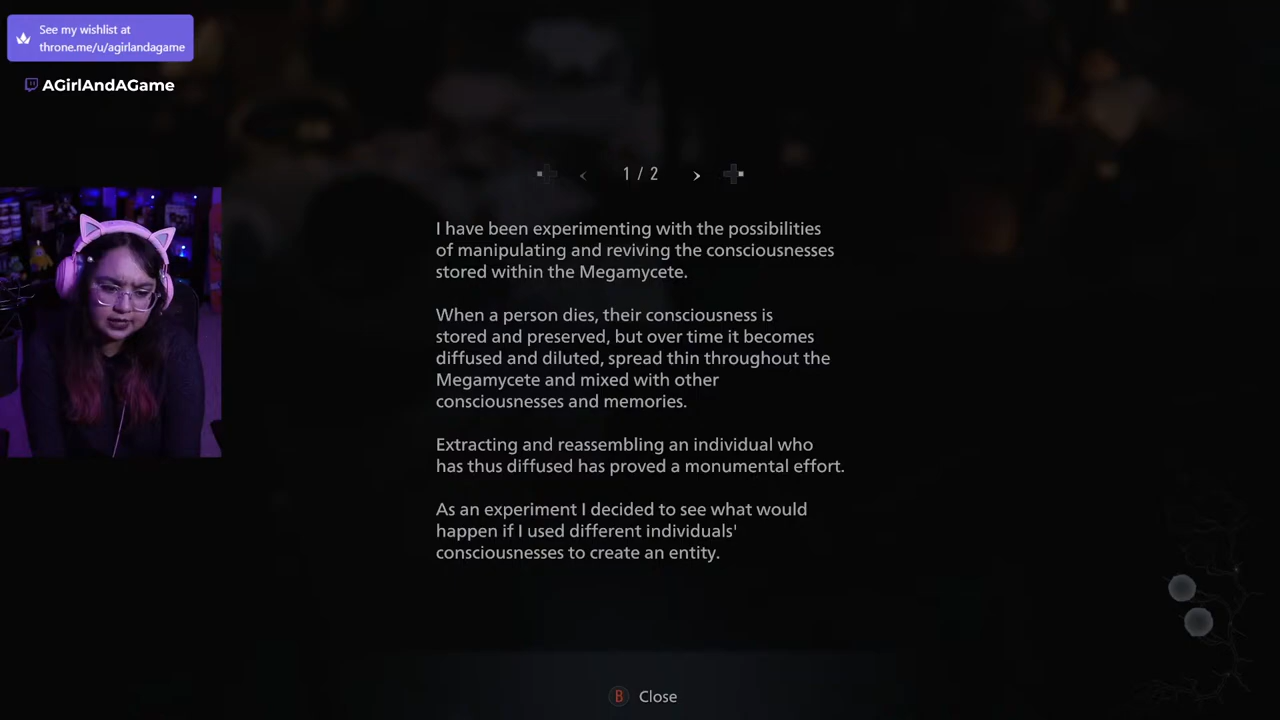 See my wishlist at
throne.me/u/agirlandagame
AGirlAndAGame
1 / 2
I have been experimenting with the possibilities
of manipulating and reviving the consciousnesses
stored within the Megamycete.
When a person dies, their consciousness is
stored and preserved, but over time it becomes
diffused and diluted, spread thin throughout the
Megamycete and mixed with other
consciousnesses and memories.
Extracting and reassembling an individual who
has thus diffused has proved a monumental effort.
As an experiment I decided to see what would
happen if I used different individuals'
consciousnesses to create an entity.
B Close